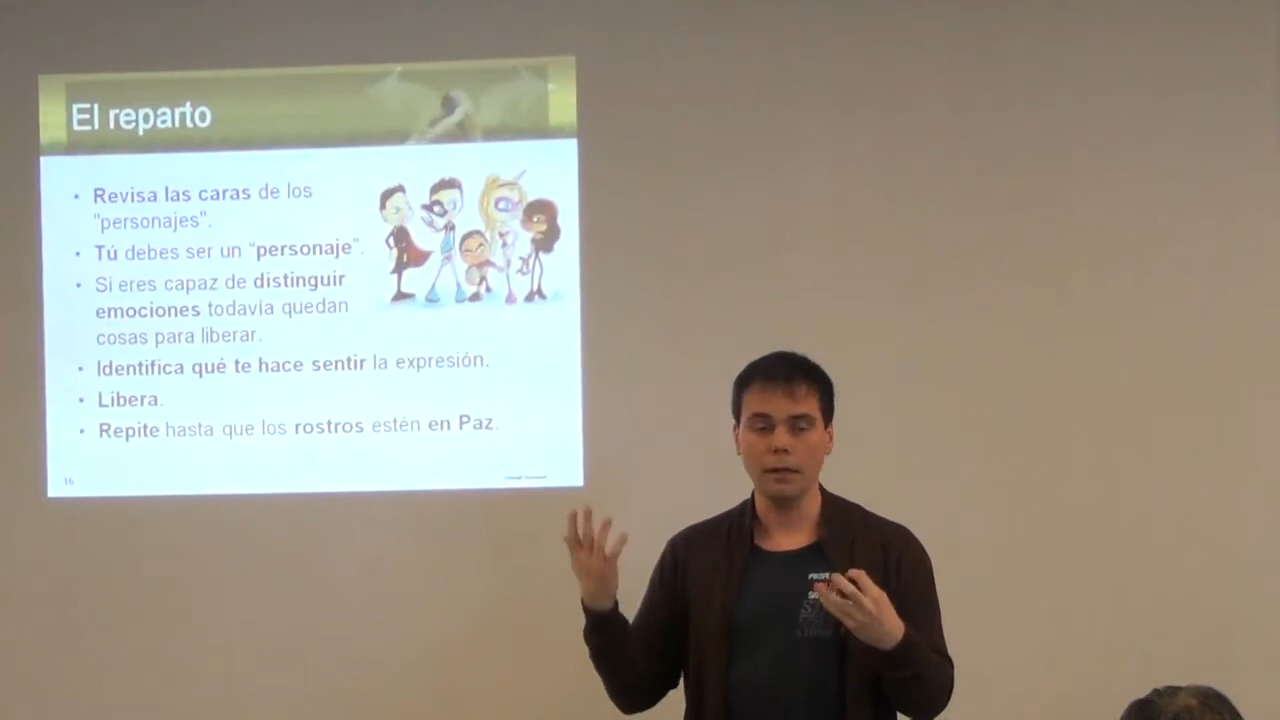 El reparto
• Revisa las caras de los
"personajes".
• Tú debes ser un "personaje".
• Si eres capaz de distinguir
emociones todavía quedan
cosas para liberar.
• Identifica qué te hace sentir la expresión.
• Libera.
• Repite hasta que los rostros estén en Paz.
16